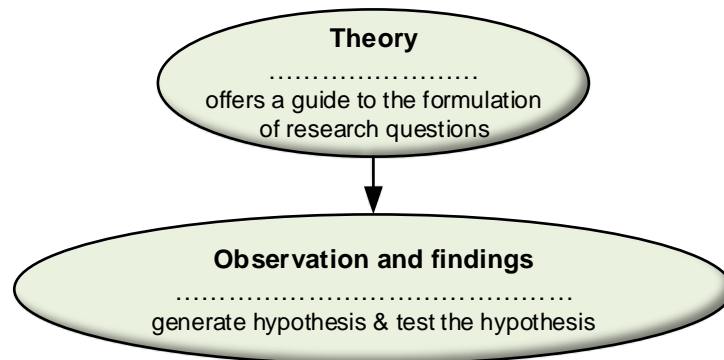 Theory
……………………
offers a guide to the formulation
of research questions
Observation and findings
………………………………………………
generate hypothesis & test the hypothesis